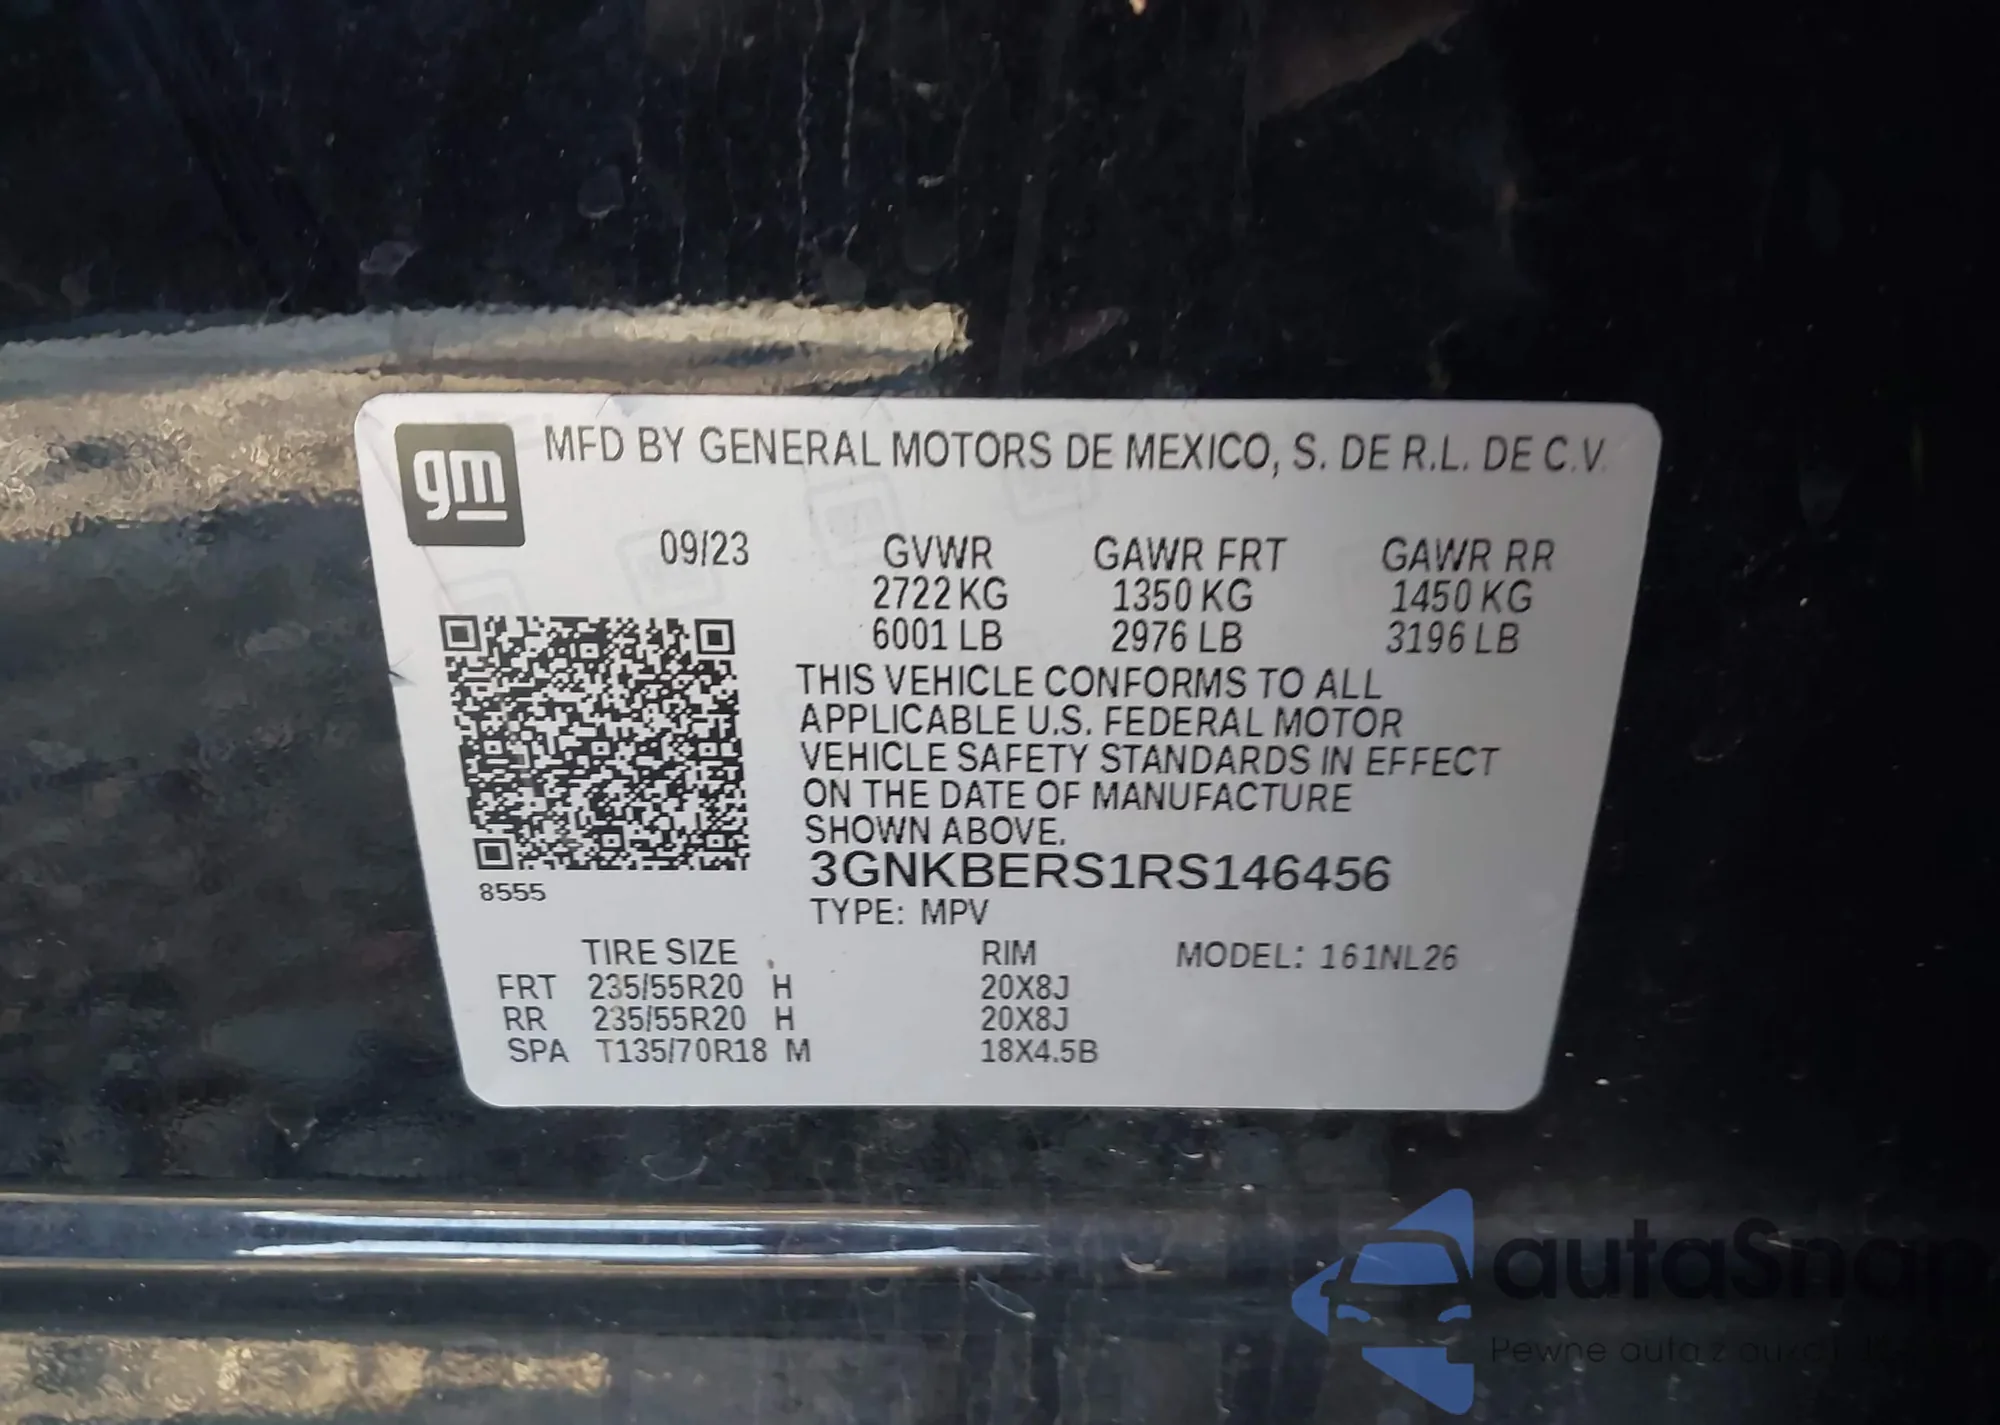 gm
MFD BY GENERAL MOTORS DE MEXICO, S. DE R.L. DE C.V.
09/23 GVWR GAWR FRT GAWR RR
2722 KG 1350 KG 1450 KG
6001 LB 2976 LB 3196 LB
THIS VEHICLE CONFORMS TO ALL
APPLICABLE U.S. FEDERAL MOTOR
VEHICLE SAFETY STANDARDS IN EFFECT
ON THE DATE OF MANUFACTURE
SHOWN ABOVE.
3GNKBERS1RS146456
8555
TYPE: MPV
TIRE SIZE RIM MODEL: 161NL26
FRT 235/55R20 H 20X8J
RR 235/55R20 H 20X8J
SPA T135/70R18 M 18X4.5B
autaSnap
Pewne auta z